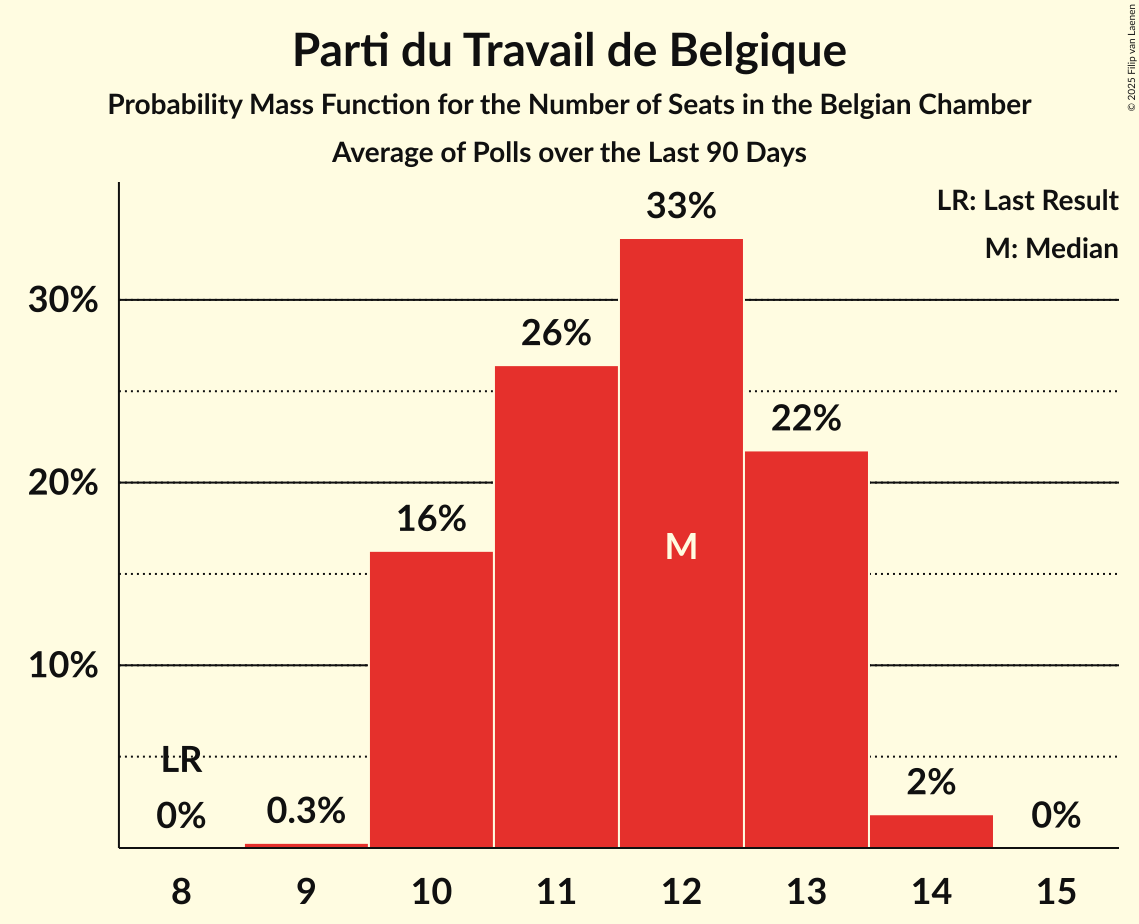 Parti du Travail de Belgique
Probability Mass Function for the Number of Seats in the Belgian Chamber
Average of Polls over the Last 90 Days
© 2025 Filip van Laenen
LR: Last Result
M: Median
33%
30%
26%
22%
20%
16%
M
10%
LR
0%
0.3%
2%
0%
8 9 10 11 12 13 14 15